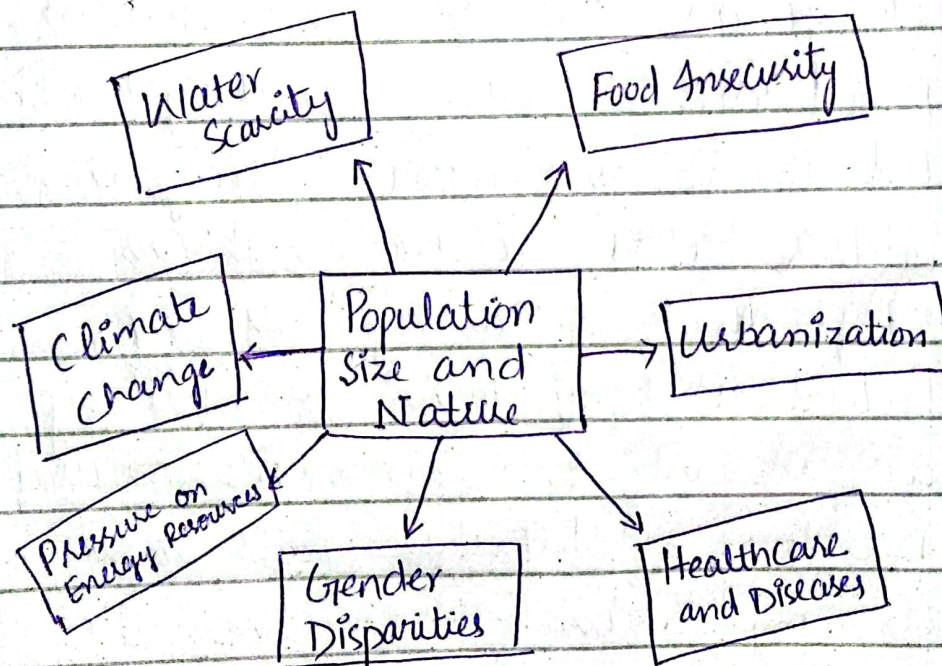 Water
Scarcity
Food Insecurity
Climate
Change
Population
Size and
Nature
Urbanization
Pressure on
Energy Resources
Gender
Disparities
Healthcare
and Diseases